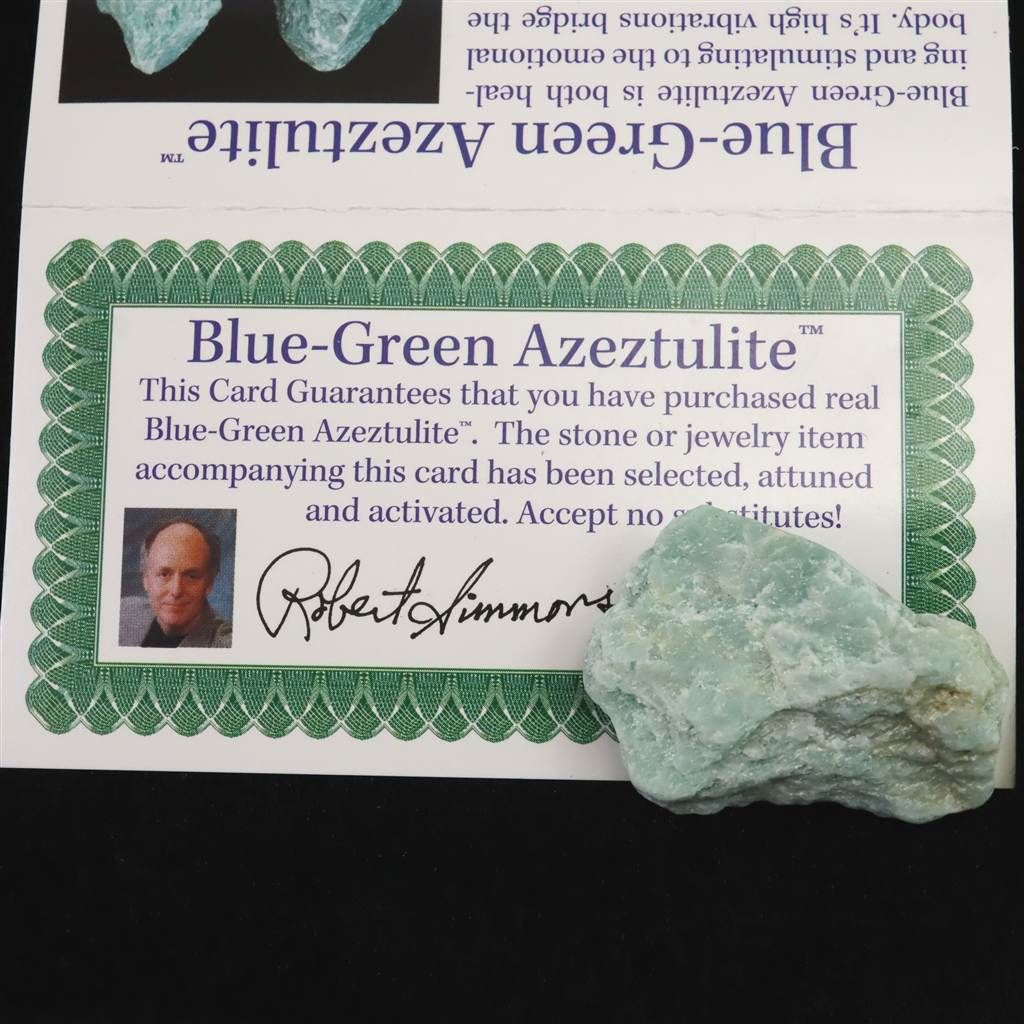 Blue-Green Azeztulite™
Blue-Green Azeztulite is both heal-
ing and stimulating to the emotional
body. It's high vibrations bridge the
Blue-Green Azeztulite™
This Card Guarantees that you have purchased real
Blue-Green Azeztulite™. The stone or jewelry item
accompanying this card has been selected, attuned
and activated. Accept no substitutes!
Robert Simmons